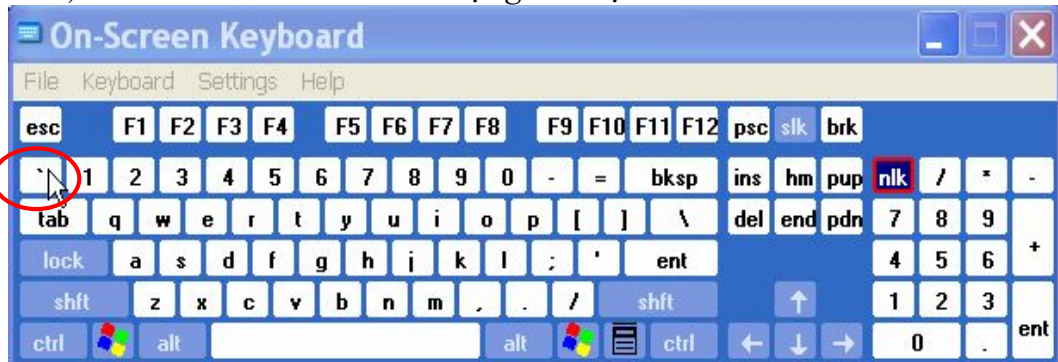 On-Screen Keyboard
File Keyboard Settings Help
esc F1 F2 F3 F4 F5 F6 F7 F8 F9 F10 F11 F12 psc slk brk
` 1 2 3 4 5 6 7 8 9 0 - = bksp ins hm pup nlk / * -
tab q w e r t y u i o p [ ] \ del end pdn 7 8 9 +
lock a s d f g h j k l ; ' ent 4 5 6
shft z x c v b n m , . / shft ↑ 1 2 3 ent
ctrl alt alt ctrl ← ↓ → 0 .